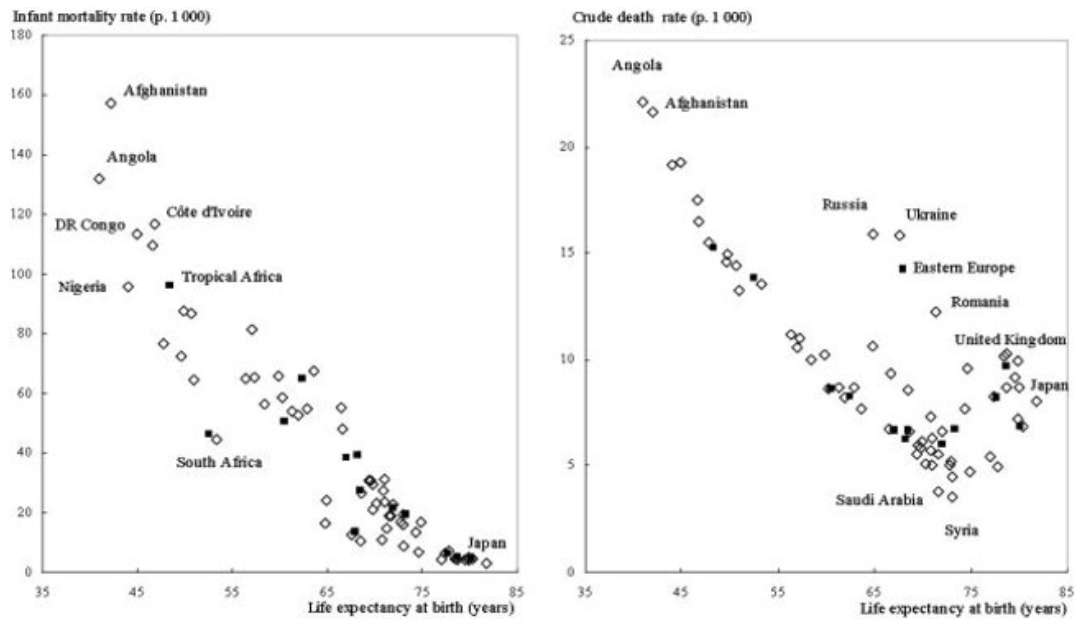 Infant mortality rate (p. 1 000)
180
160
140
120
100
80
60
40
20
0
Afghanistan
Angola
Côte d'Ivoire
DR Congo
Tropical Africa
Nigeria
South Africa
Japan
35 45 55 65 75 85
Life expectancy at birth (years)
Crude death rate (p. 1 000)
25
20
15
10
5
0
Angola
Afghanistan
Russia
Ukraine
Eastern Europe
Romania
United Kingdom
Japan
Saudi Arabia
Syria
35 45 55 65 75 85
Life expectancy at birth (years)